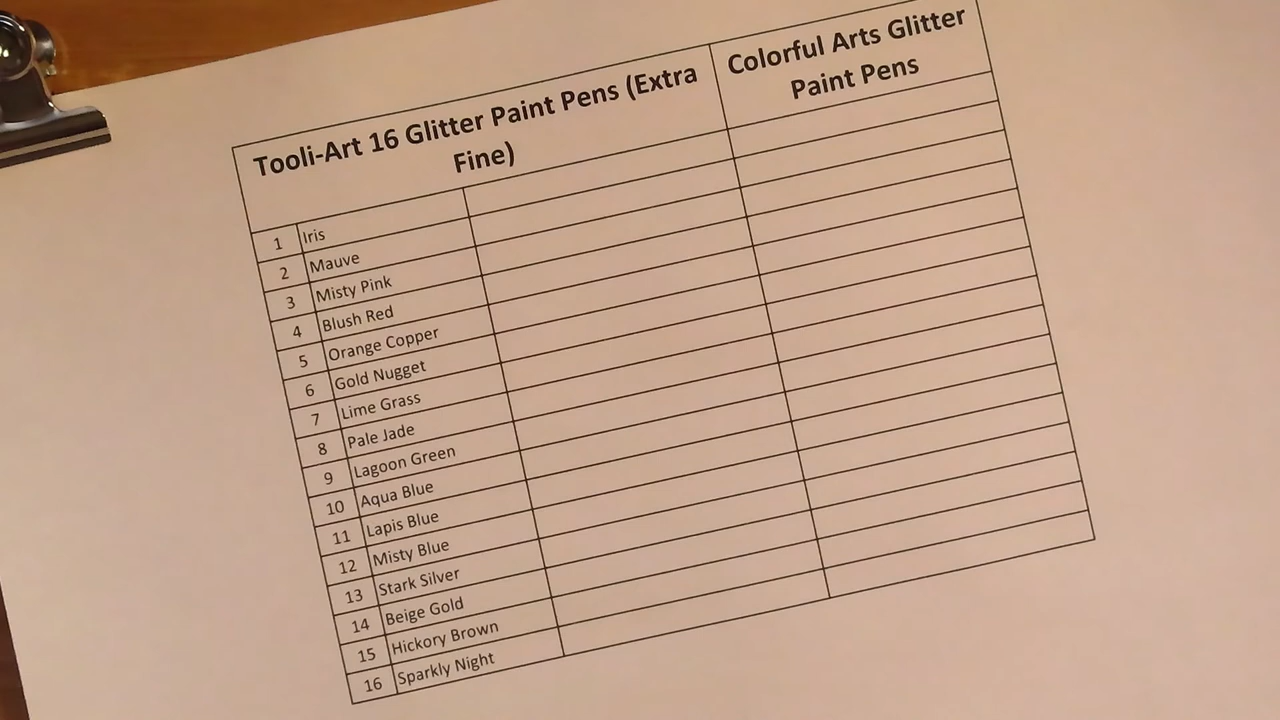 Tooli-Art 16 Glitter Paint Pens (Extra
Fine)
Colorful Arts Glitter
Paint Pens
1 Iris
2 Mauve
3 Misty Pink
4 Blush Red
5 Orange Copper
6 Gold Nugget
7 Lime Grass
8 Pale Jade
9 Lagoon Green
10 Aqua Blue
11 Lapis Blue
12 Misty Blue
13 Stark Silver
14 Beige Gold
15 Hickory Brown
16 Sparkly Night